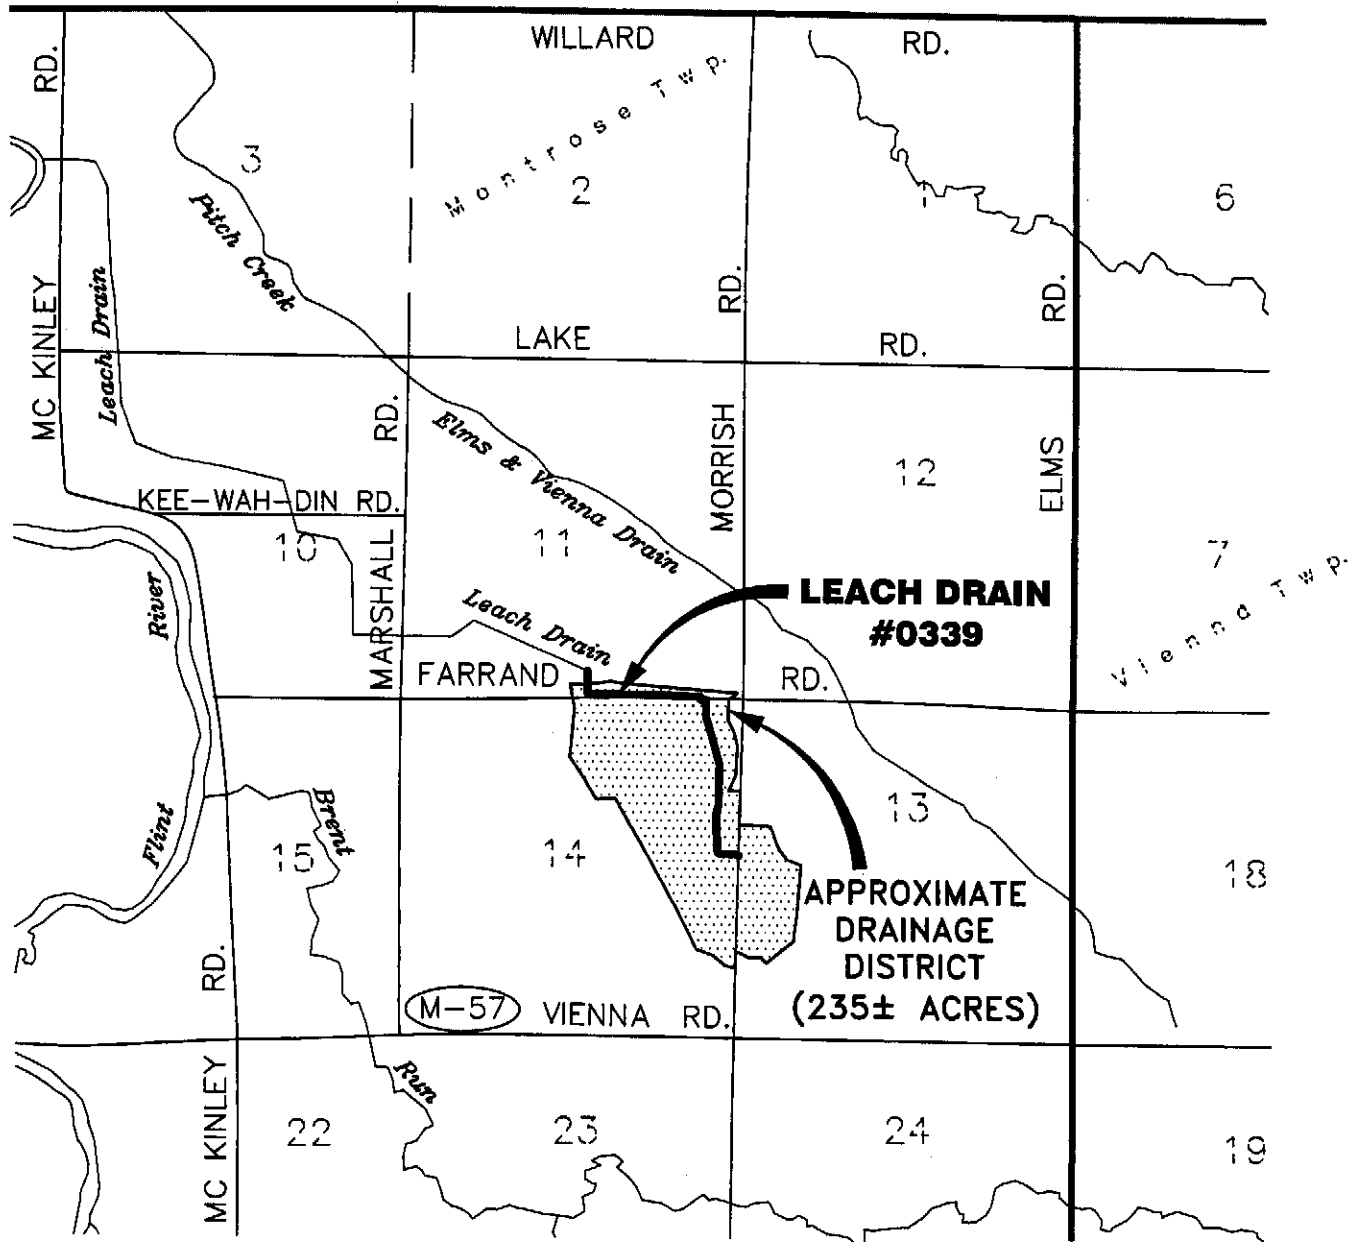 WILLARD RD.
RD.
Montrose Twp.
3
2
1
6
Pitch Creek
Leach Drain
MC KINLEY
RD.
RD.
LAKE RD.
RD.
Elms & Vienna Drain
MORRISH
ELMS
12
KEE-WAH-DIN RD.
10
11
7
MARSHALL
Vienna Twp.
River
Leach Drain
LEACH DRAIN
#0339
FARRAND RD.
Flint
Brent
15
14
13
18
APPROXIMATE
DRAINAGE
DISTRICT
(235± ACRES)
RD.
M-57 VIENNA RD.
Run
MC KINLEY
22
23
24
19